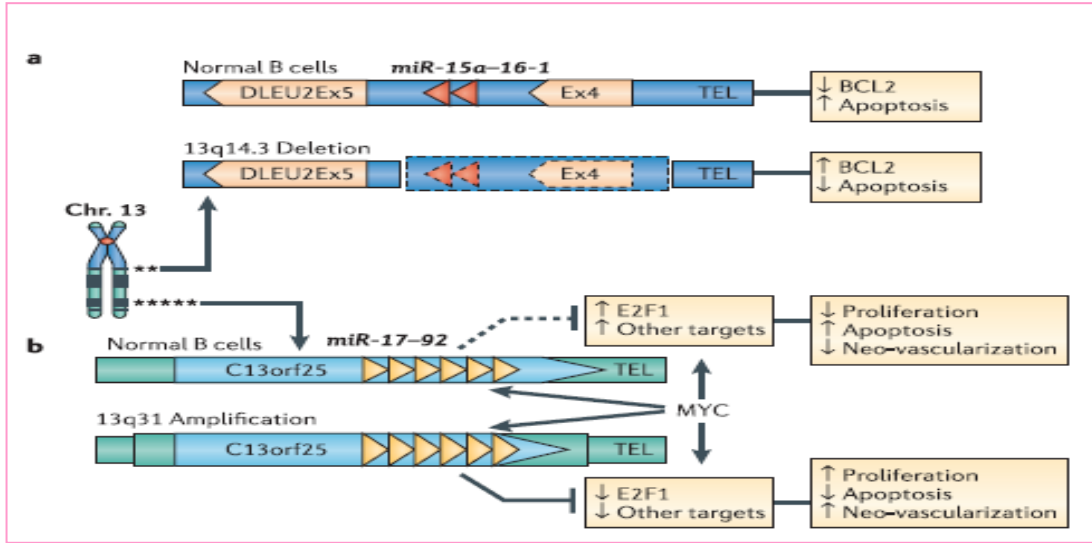 a
Normal B cells
miR-15a–16-1
DLEU2Ex5
Ex4
TEL
↓ BCL2
↑ Apoptosis
13q14.3 Deletion
DLEU2Ex5
Ex4
TEL
↑ BCL2
↓ Apoptosis
Chr. 13
**
*****
b
Normal B cells
miR-17–92
C13orf25
TEL
↑ E2F1
↑ Other targets
↓ Proliferation
↑ Apoptosis
↓ Neo-vascularization
MYC
13q31 Amplification
C13orf25
TEL
↓ E2F1
↓ Other targets
↑ Proliferation
↓ Apoptosis
↑ Neo-vascularization